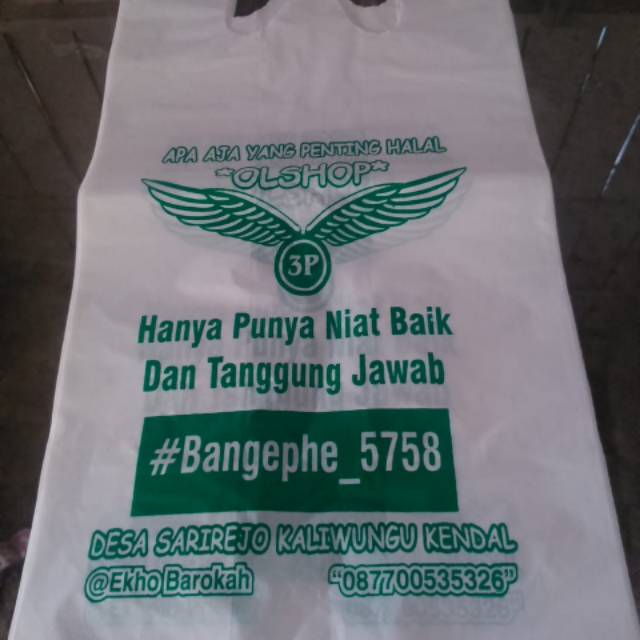 APA AJA YANG PENTING HALAL
*OLSHOP*
3P
Hanya Punya Niat Baik
Dan Tanggung Jawab
#Bangephe_5758
DESA SARIREJO KALIWUNGU KENDAL
@Ekho Barokah "087700535326"